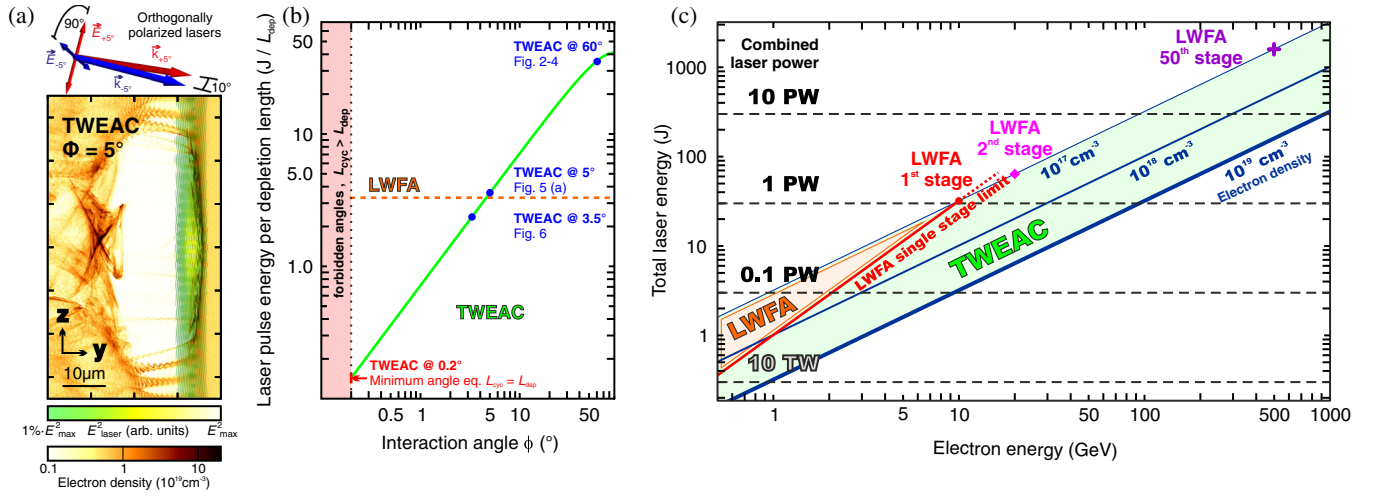 (a)
90°
Orthogonally
polarized lasers
E+5°
E-5°
k+5°
k-5°
10°
TWEAC
Φ = 5°
z
y
10μm
1%·E²max E²laser (arb. units) E²max
0.1 1 10
Electron density (10¹⁹cm⁻³)
(b)
Laser pulse energy per depletion length (J / Ldep)
50
10
5.0
1.0
forbidden angles , Lcyc > Ldep
TWEAC @ 60°
Fig. 2-4
LWFA
TWEAC @ 5°
Fig. 5 (a)
TWEAC @ 3.5°
Fig. 6
TWEAC
TWEAC @ 0.2°
Minimum angle eq. Lcyc = Ldep
0.5 1 5 10 50
Interaction angle ϕ (°)
(c)
Total laser energy (J)
1000
100
10
1
Combined
laser power
10 PW
1 PW
0.1 PW
10 TW
LWFA
50th stage
LWFA
2nd stage
LWFA
1st stage
10¹⁷ cm⁻³
10¹⁸ cm⁻³
10¹⁹ cm⁻³
Electron density
LWFA single stage limit
TWEAC
LWFA
1 5 10 50 100 500 1000
Electron energy (GeV)